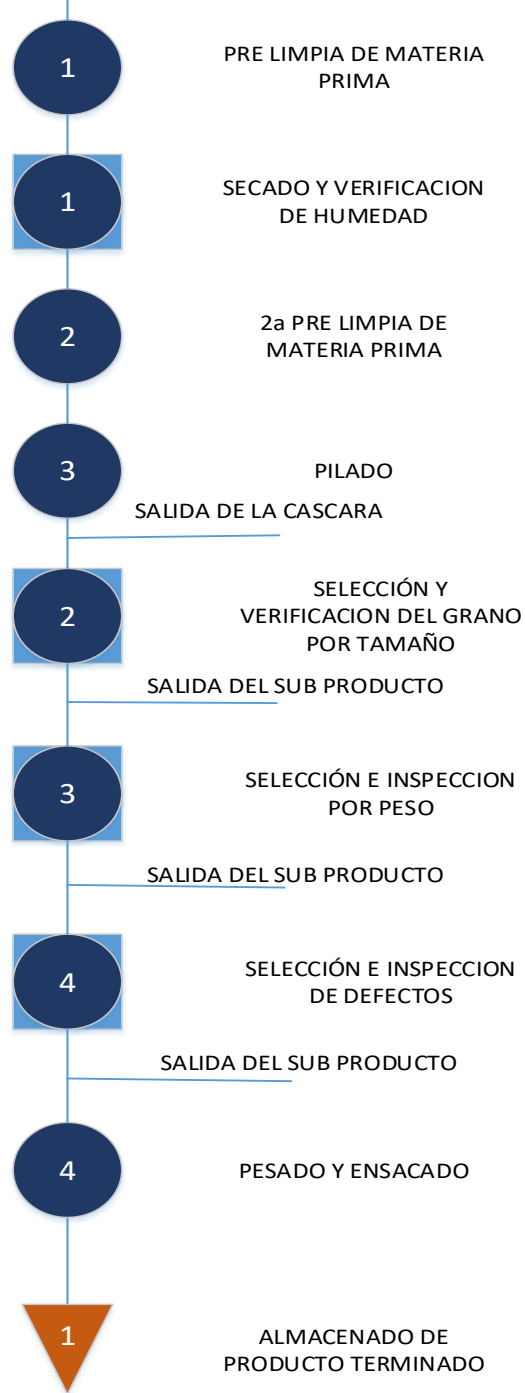 1
PRE LIMPIA DE MATERIA
PRIMA
1
SECADO Y VERIFICACION
DE HUMEDAD
2
2a PRE LIMPIA DE
MATERIA PRIMA
3
PILADO
SALIDA DE LA CASCARA
2
SELECCIÓN Y
VERIFICACION DEL GRANO
POR TAMAÑO
SALIDA DEL SUB PRODUCTO
3
SELECCIÓN E INSPECCION
POR PESO
SALIDA DEL SUB PRODUCTO
4
SELECCIÓN E INSPECCION
DE DEFECTOS
SALIDA DEL SUB PRODUCTO
4
PESADO Y ENSACADO
1
ALMACENADO DE
PRODUCTO TERMINADO